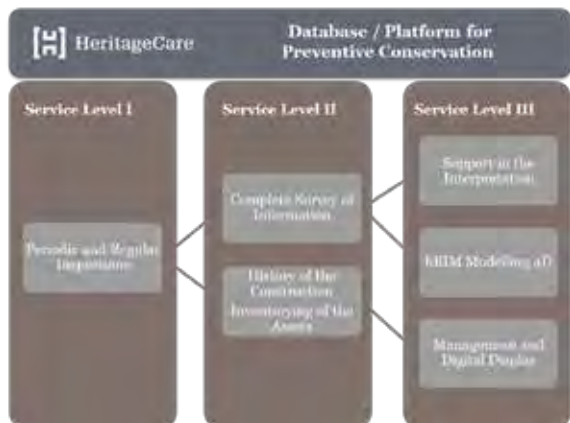 HeritageCare
Database / Platform for
Preventive Conservation
Service Level I
Service Level II
Service Level III
Periodic and Regular
Inspections
Complete Survey of
Information
History of the
Construction
Inventorying of the
Assets
Support in the
Interpretation
Modelling
Management and
Digital Display